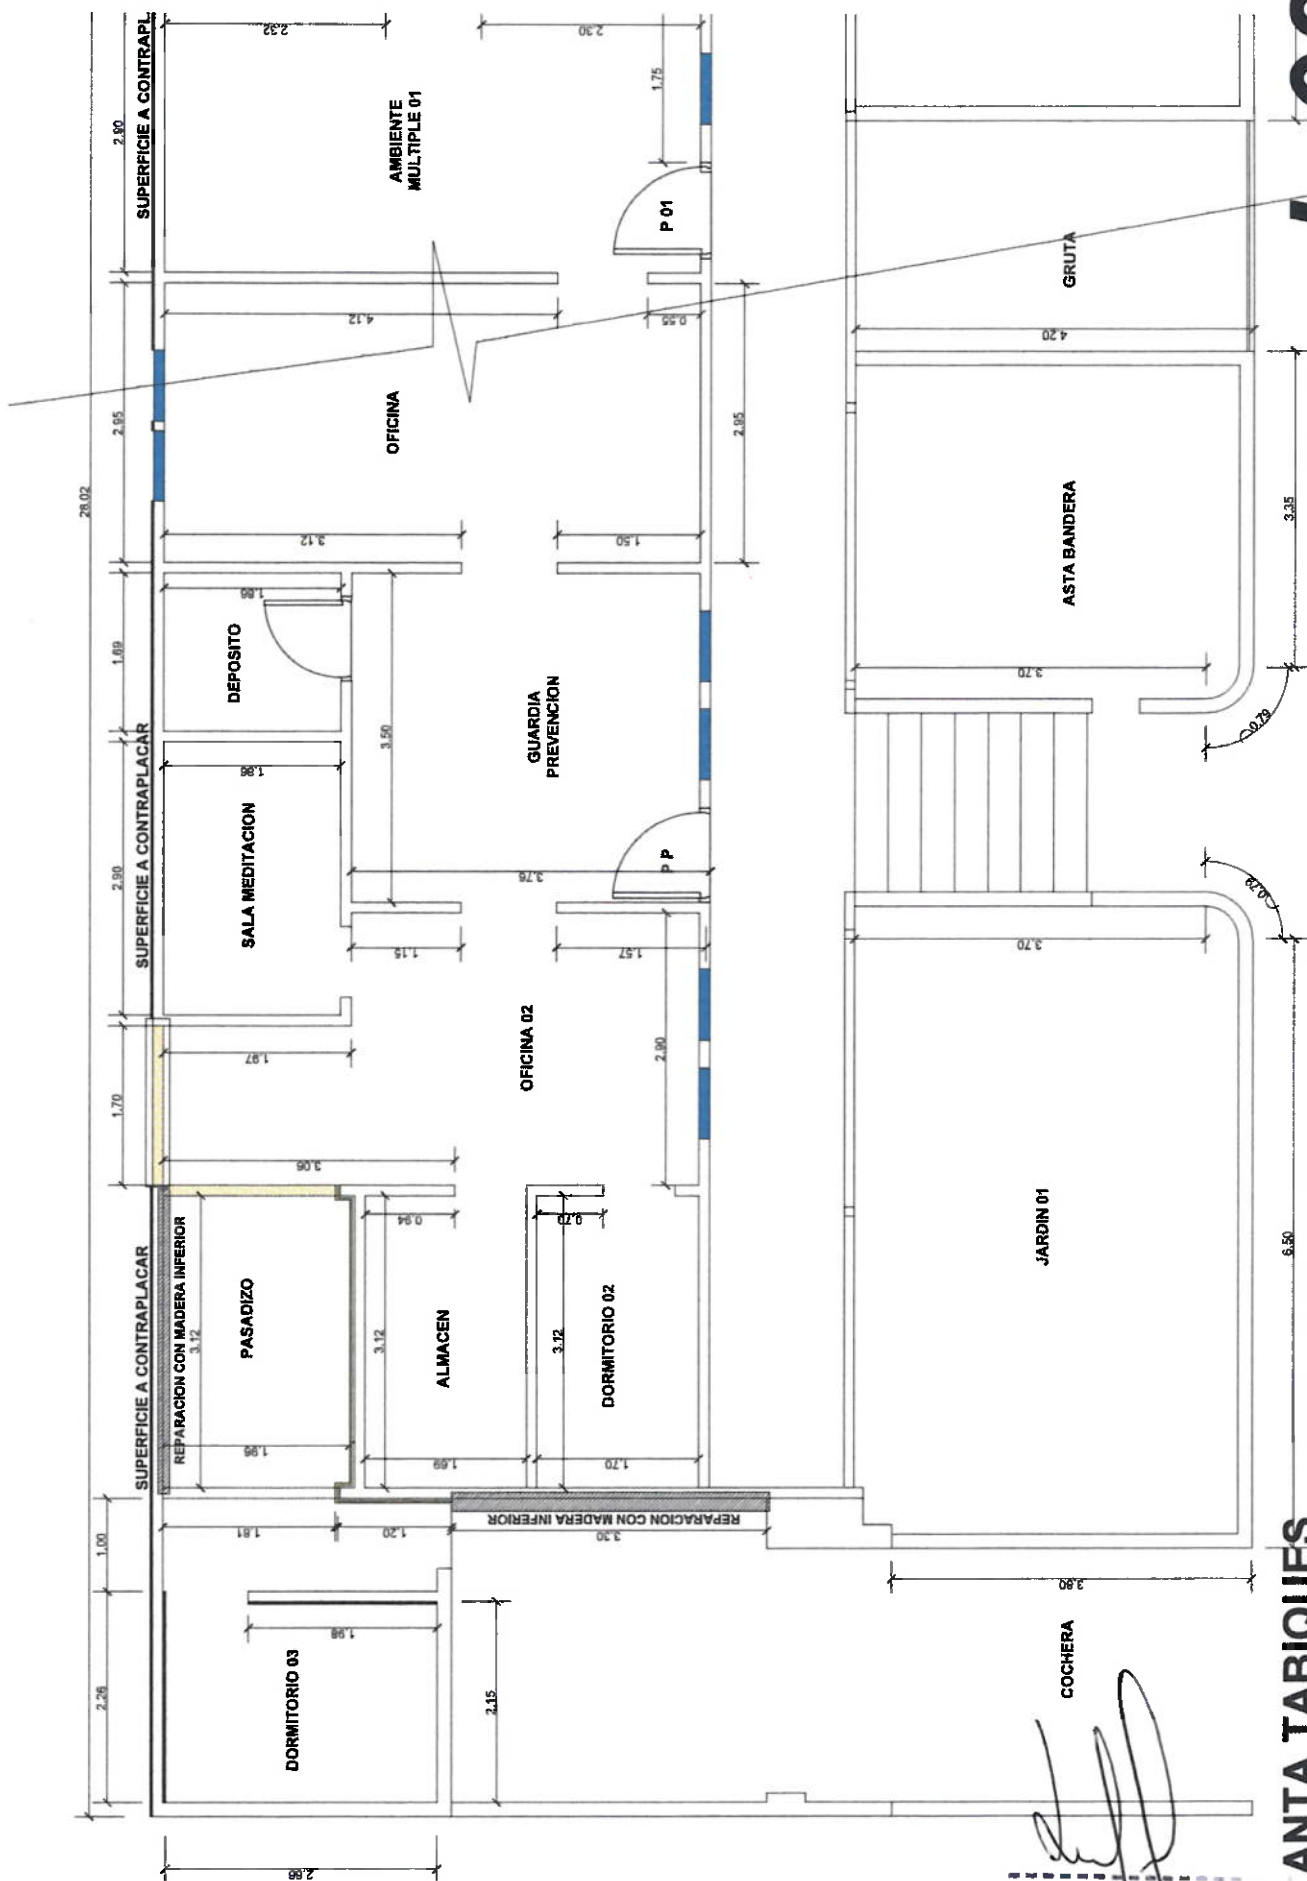 28.02
2.26
1.00
1.70
2.90
1.69
2.95
2.90
SUPERFICIE A CONTRAPLACAR
SUPERFICIE A CONTRAPLACAR
SUPERFICIE A CONTRAPL
REPARACION CON MADERA INFERIOR
2.66
DORMITORIO 03
1.98
1.81
1.20
PASADIZO
3.12
1.96
3.06
1.97
SALA MEDITACION
1.86
DEPOSITO
1.86
3.12
OFICINA
4.12
2.32
AMBIENTE
MULTIPLE 01
2.30
ALMACEN
3.12
1.69
0.94
1.15
3.50
GUARDIA
PREVENCION
3.76
1.50
0.55
P 01
1.75
2.15
REPARACION CON MADERA INFERIOR
3.30
DORMITORIO 02
3.12
1.70
0.70
OFICINA 02
2.90
1.57
P P
2.95
COCHERA
3.80
JARDIN 01
3.70
ASTA BANDERA
3.70
GRUTA
4.20
6.50
0.79
0.79
3.35
ANTA TABIQUES